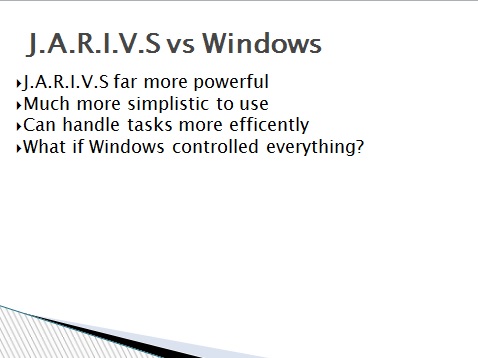 J.A.R.I.V.S vs Windows
J.A.R.I.V.S far more powerful
Much more simplistic to use
Can handle tasks more efficently
What if Windows controlled everything?